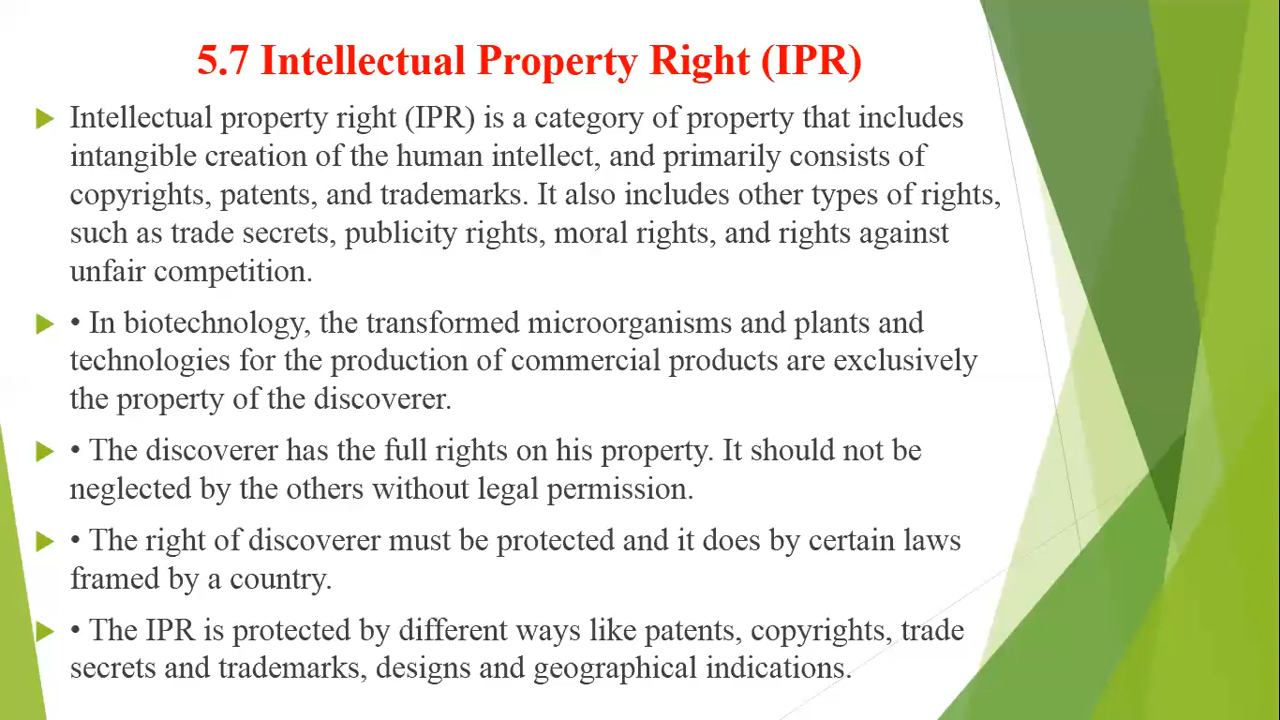 5.7 Intellectual Property Right (IPR)
Intellectual property right (IPR) is a category of property that includes
intangible creation of the human intellect, and primarily consists of
copyrights, patents, and trademarks. It also includes other types of rights,
such as trade secrets, publicity rights, moral rights, and rights against
unfair competition.
• In biotechnology, the transformed microorganisms and plants and
technologies for the production of commercial products are exclusively
the property of the discoverer.
• The discoverer has the full rights on his property. It should not be
neglected by the others without legal permission.
• The right of discoverer must be protected and it does by certain laws
framed by a country.
• The IPR is protected by different ways like patents, copyrights, trade
secrets and trademarks, designs and geographical indications.